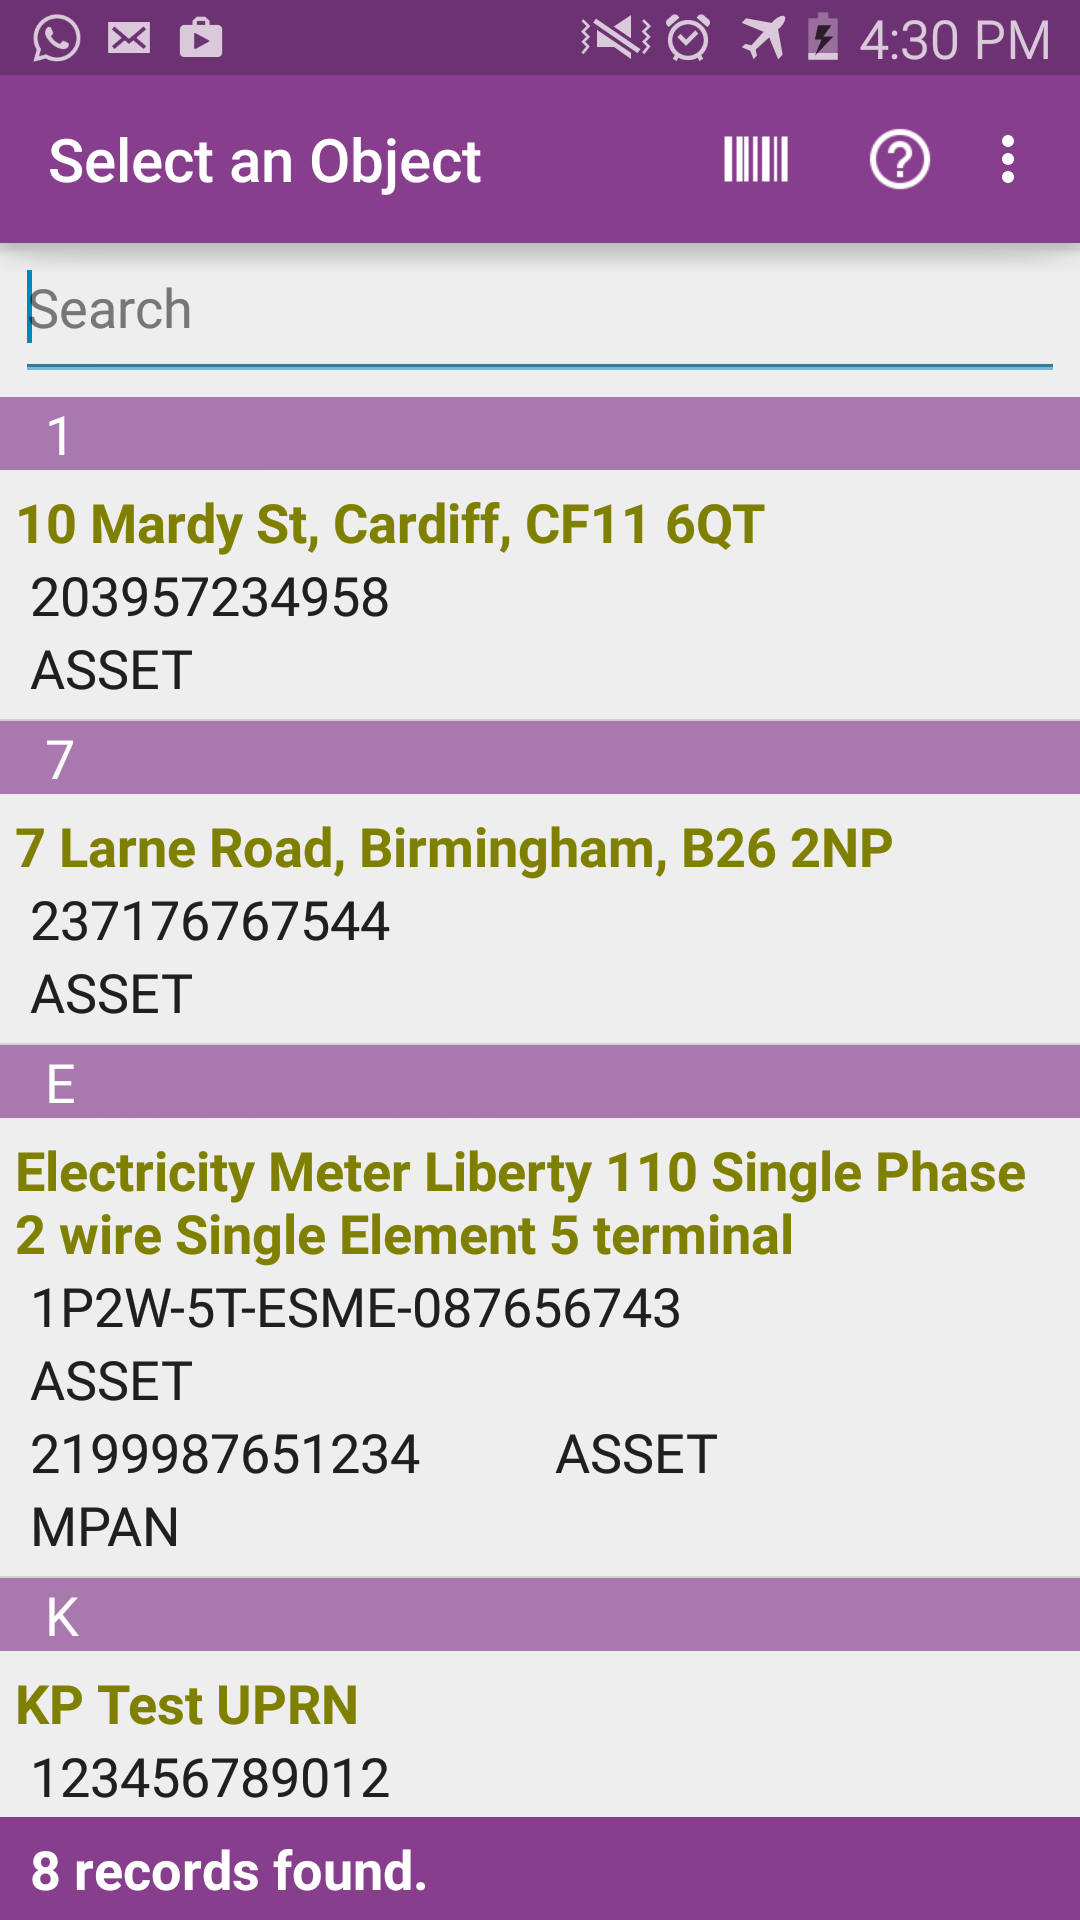 4:30 PM
Select an Object
Search
1
10 Mardy St, Cardiff, CF11 6QT
203957234958
ASSET
7
7 Larne Road, Birmingham, B26 2NP
237176767544
ASSET
E
Electricity Meter Liberty 110 Single Phase
2 wire Single Element 5 terminal
1P2W-5T-ESME-087656743
ASSET
2199987651234 ASSET
MPAN
K
KP Test UPRN
123456789012
8 records found.